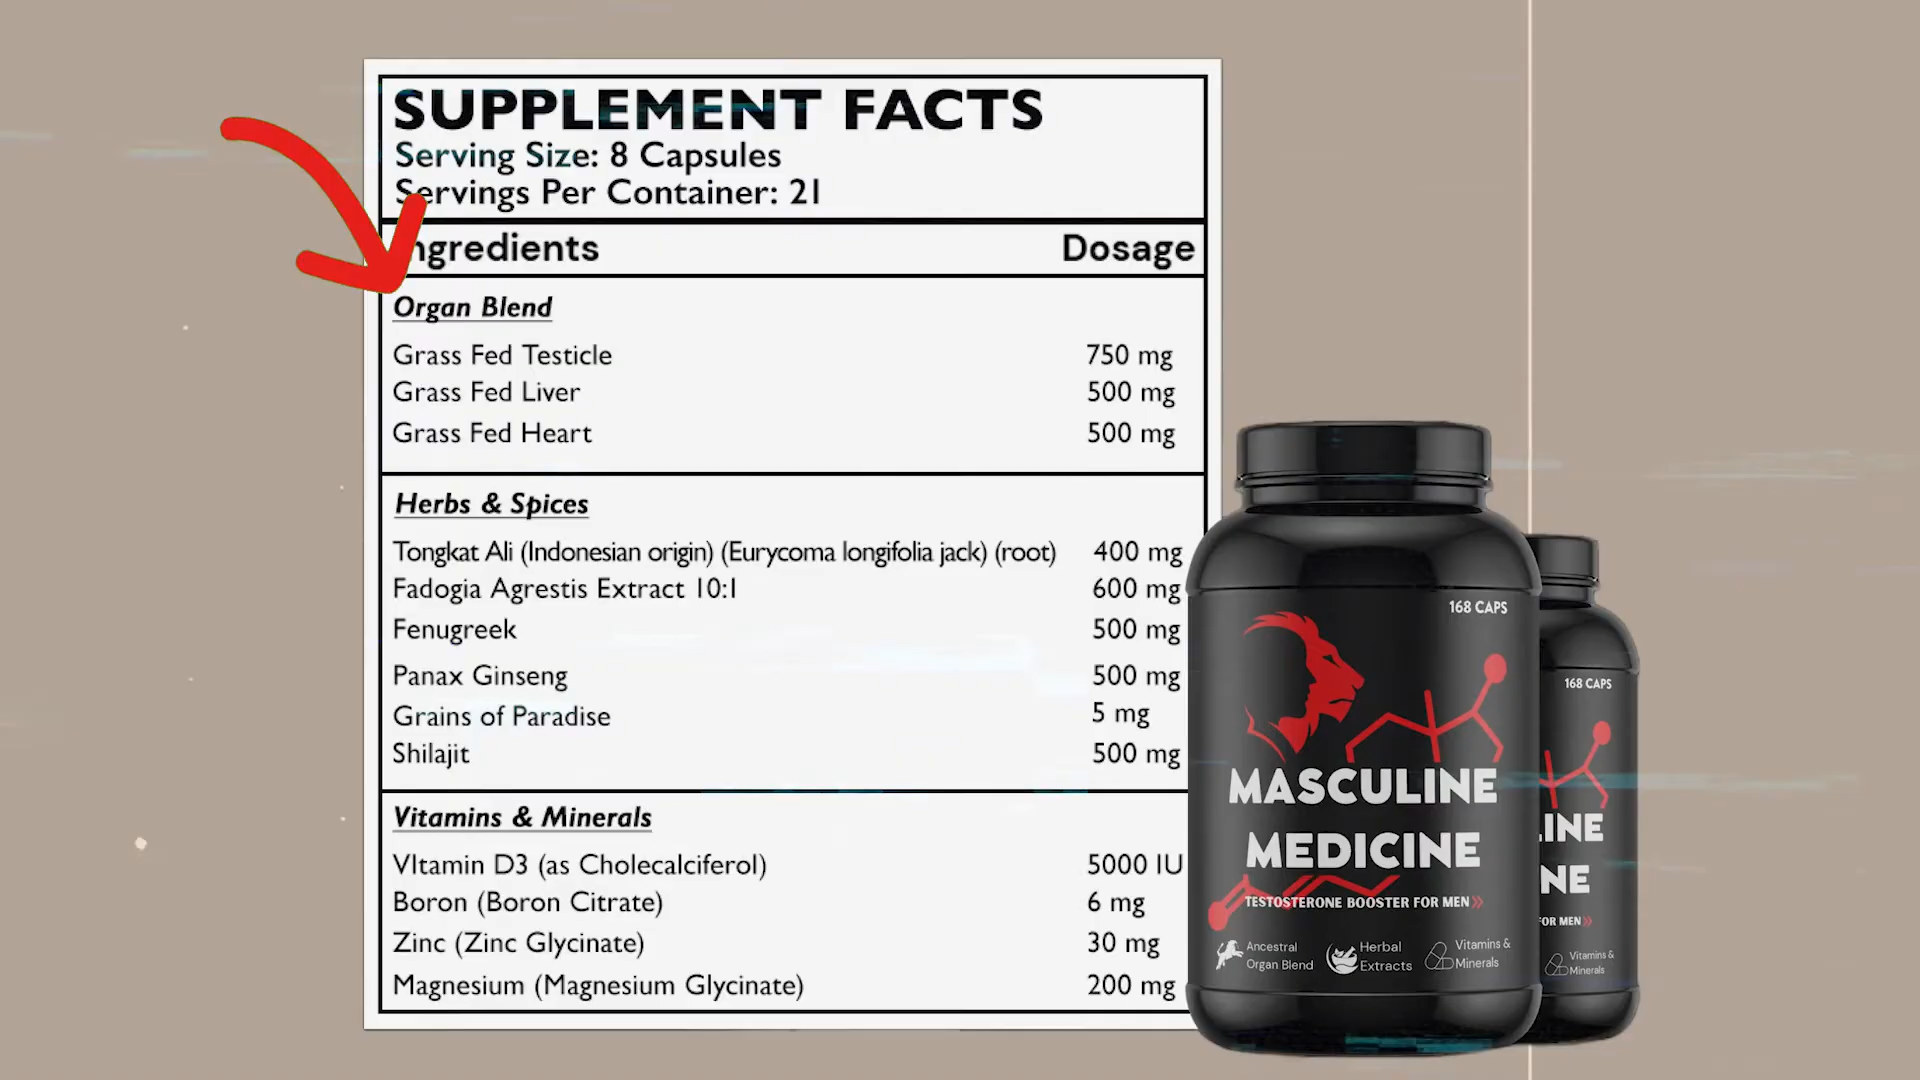 SUPPLEMENT FACTS
Serving Size: 8 Capsules
Servings Per Container: 21
ngredients Dosage
Organ Blend
Grass Fed Testicle 750 mg
Grass Fed Liver 500 mg
Grass Fed Heart 500 mg
Herbs & Spices
Tongkat Ali (Indonesian origin) (Eurycoma longifolia jack) (root) 400 mg
Fadogia Agrestis Extract 10:1 600 mg
Fenugreek 500 mg
Panax Ginseng 500 mg
Grains of Paradise 5 mg
Shilajit 500 mg
Vitamins & Minerals
VItamin D3 (as Cholecalciferol) 5000 IU
Boron (Boron Citrate) 6 mg
Zinc (Zinc Glycinate) 30 mg
Magnesium (Magnesium Glycinate) 200 mg
168 CAPS
MASCULINE
MEDICINE
TESTOSTERONE BOOSTER FOR MEN
Ancestral
Organ Blend
Herbal
Extracts
Vitamins &
Minerals
168 CAPS
LINE
NE
FOR MEN
Vitamins &
Minerals